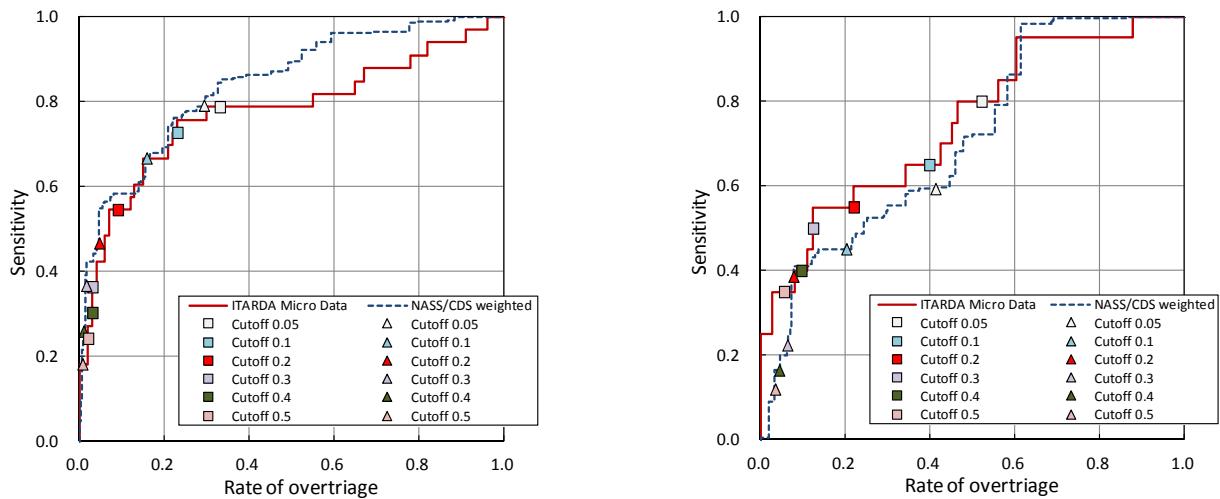 1.0
0.8
0.6
0.4
0.2
0.0
Sensitivity
0.0 0.2 0.4 0.6 0.8 1.0
Rate of overtriage
ITARDA Micro Data NASS/CDS weighted
Cutoff 0.05 Cutoff 0.05
Cutoff 0.1 Cutoff 0.1
Cutoff 0.2 Cutoff 0.2
Cutoff 0.3 Cutoff 0.3
Cutoff 0.4 Cutoff 0.4
Cutoff 0.5 Cutoff 0.5
1.0
0.8
0.6
0.4
0.2
0.0
Sensitivity
0.0 0.2 0.4 0.6 0.8 1.0
Rate of overtriage
ITARDA Micro Data NASS/CDS weighted
Cutoff 0.05 Cutoff 0.05
Cutoff 0.1 Cutoff 0.1
Cutoff 0.2 Cutoff 0.2
Cutoff 0.3 Cutoff 0.3
Cutoff 0.4 Cutoff 0.4
Cutoff 0.5 Cutoff 0.5